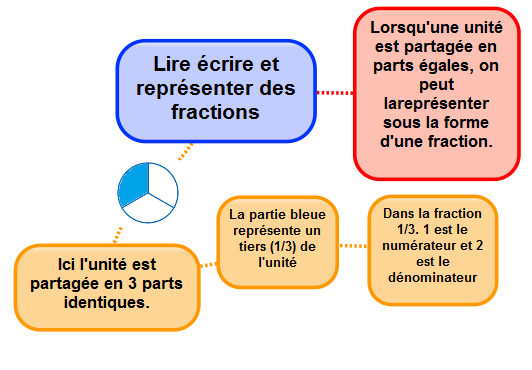 Lire écrire et
représenter des
fractions
Lorsqu'une unité
est partagée en
parts égales, on
peut
lareprésenter
sous la forme
d'une fraction.
Ici l'unité est
partagée en 3 parts
identiques.
La partie bleue
représente un
tiers (1/3) de
l'unité
Dans la fraction
1/3. 1 est le
numérateur et 2
est le
dénominateur